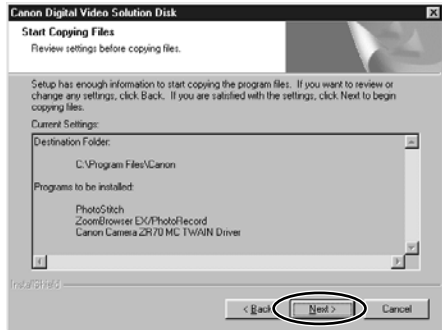 Canon Digital Video Solution Disk
Start Copying Files
Review settings before copying files.
Setup has enough information to start copying the program files. If you want to review or
change any settings, click Back. If you are satisfied with the settings, click Next to begin
copying files.
Current Settings:
Destination Folder:
C:\Program Files\Canon
Programs to be installed:
PhotoStitch
ZoomBrowser EX/PhotoRecord
Canon Camera ZR70 MC TWAIN Driver
InstallShield
< Back Next > Cancel